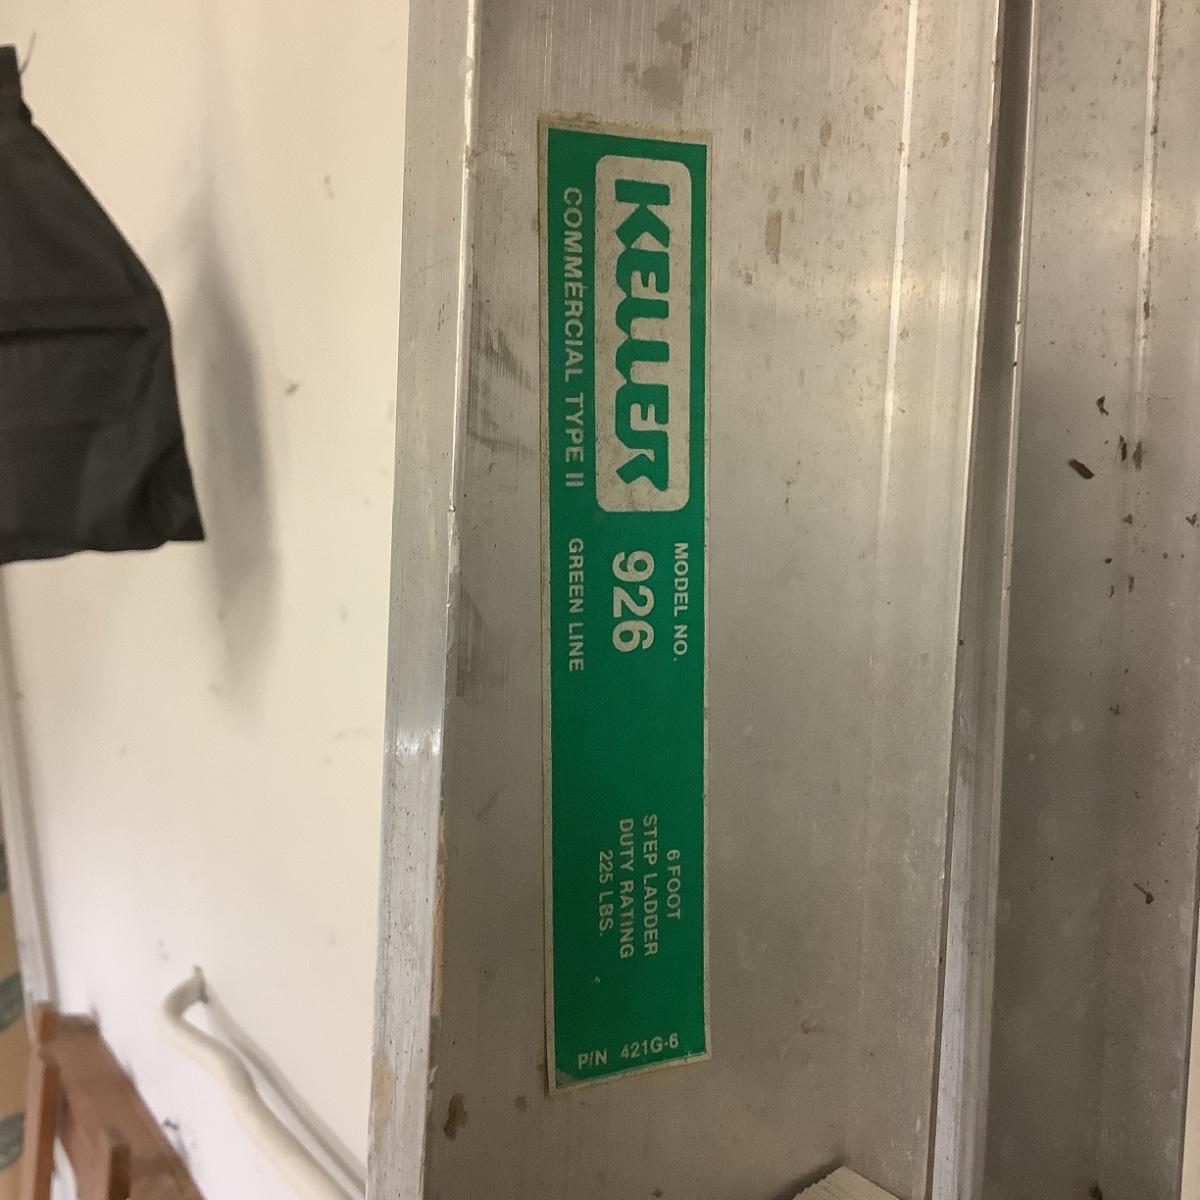 KELLER
COMMERCIAL TYPE II
MODEL NO.
926
GREEN LINE
6 FOOT
STEP LADDER
DUTY RATING
225 LBS.
P/N 421G-6